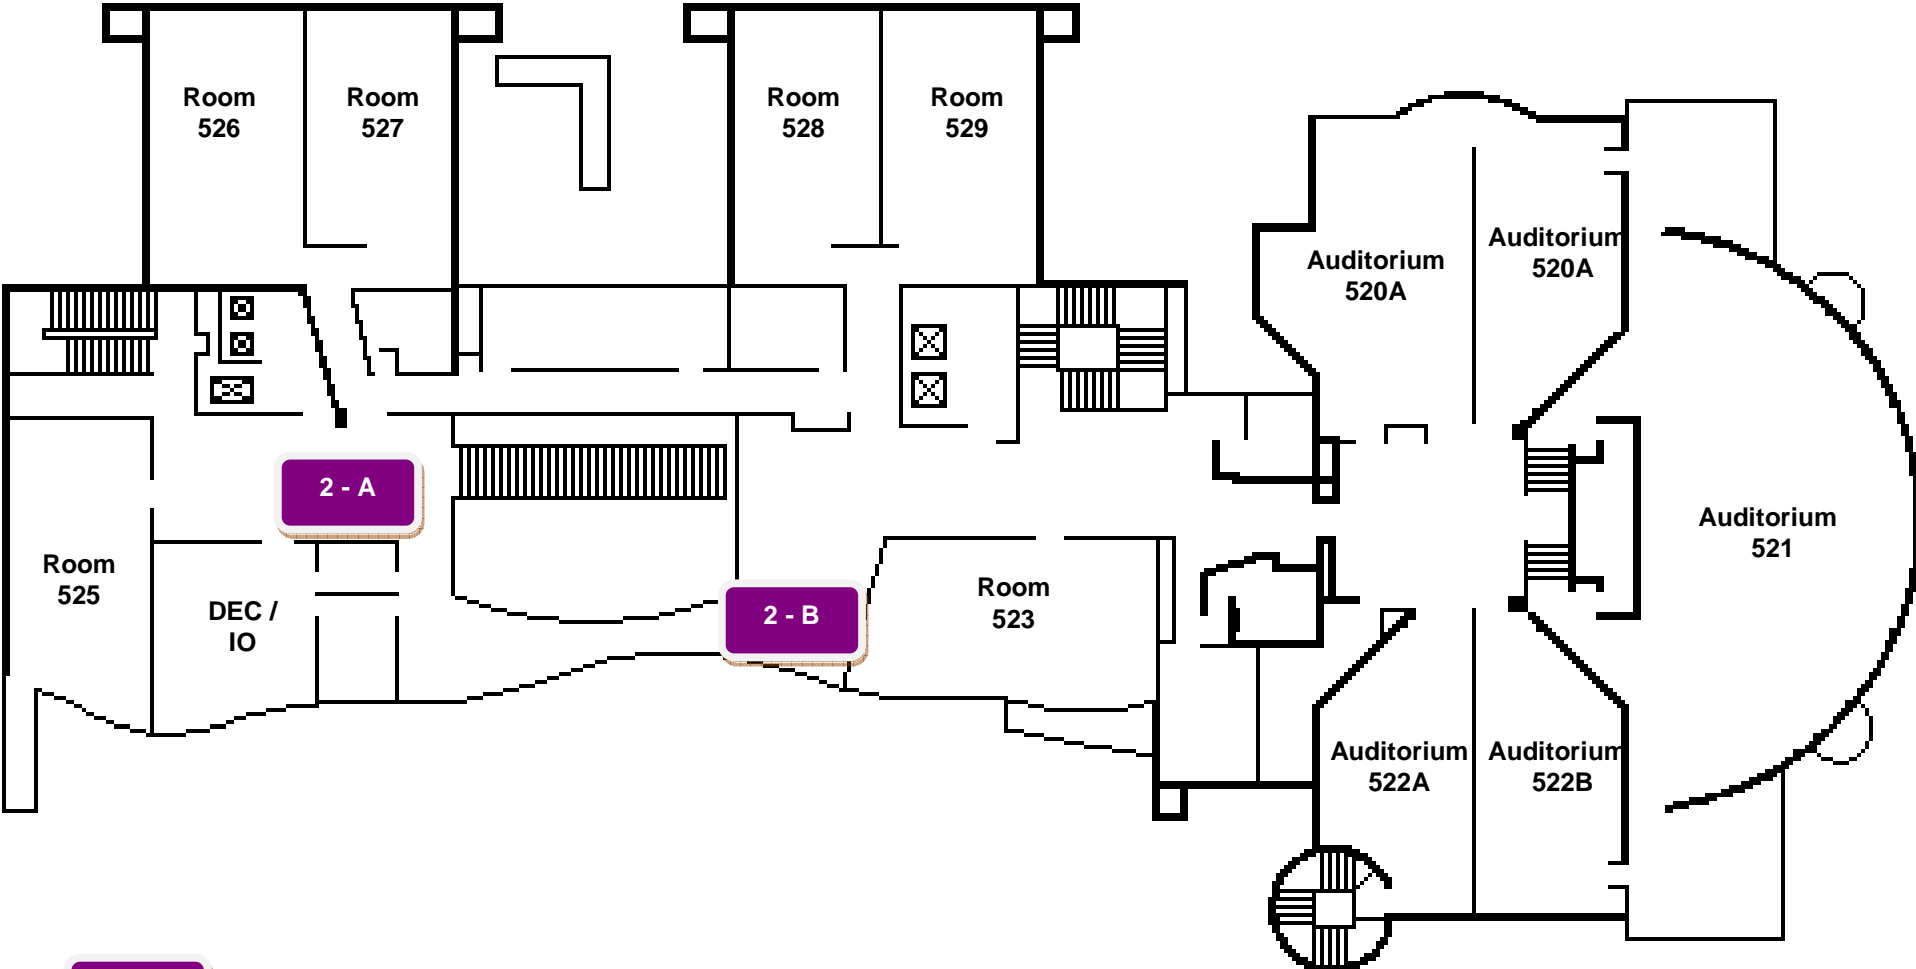 Room
526
Room
527
Room
528
Room
529
Auditorium
520A
Auditorium
520A
2 - A
Auditorium
521
Room
525
DEC /
IO
2 - B
Room
523
Auditorium
522A
Auditorium
522B